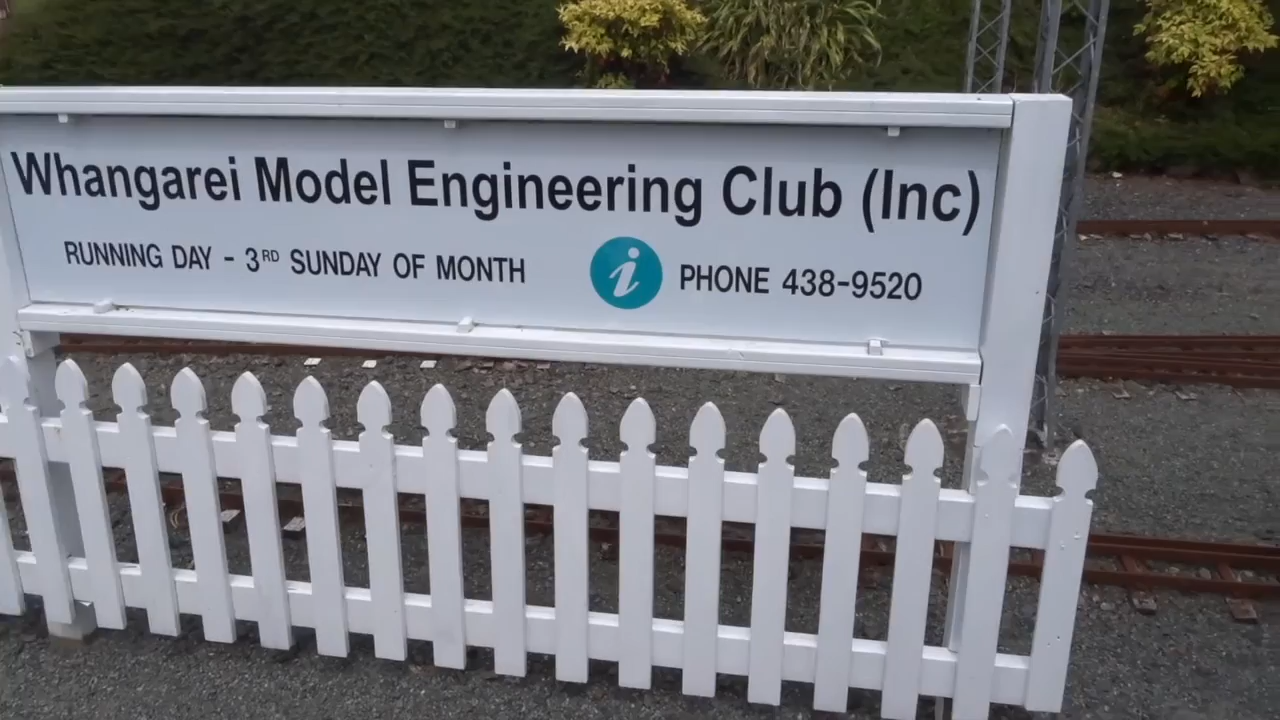 Whangarei Model Engineering Club (Inc)
RUNNING DAY - 3RD SUNDAY OF MONTH i PHONE 438-9520